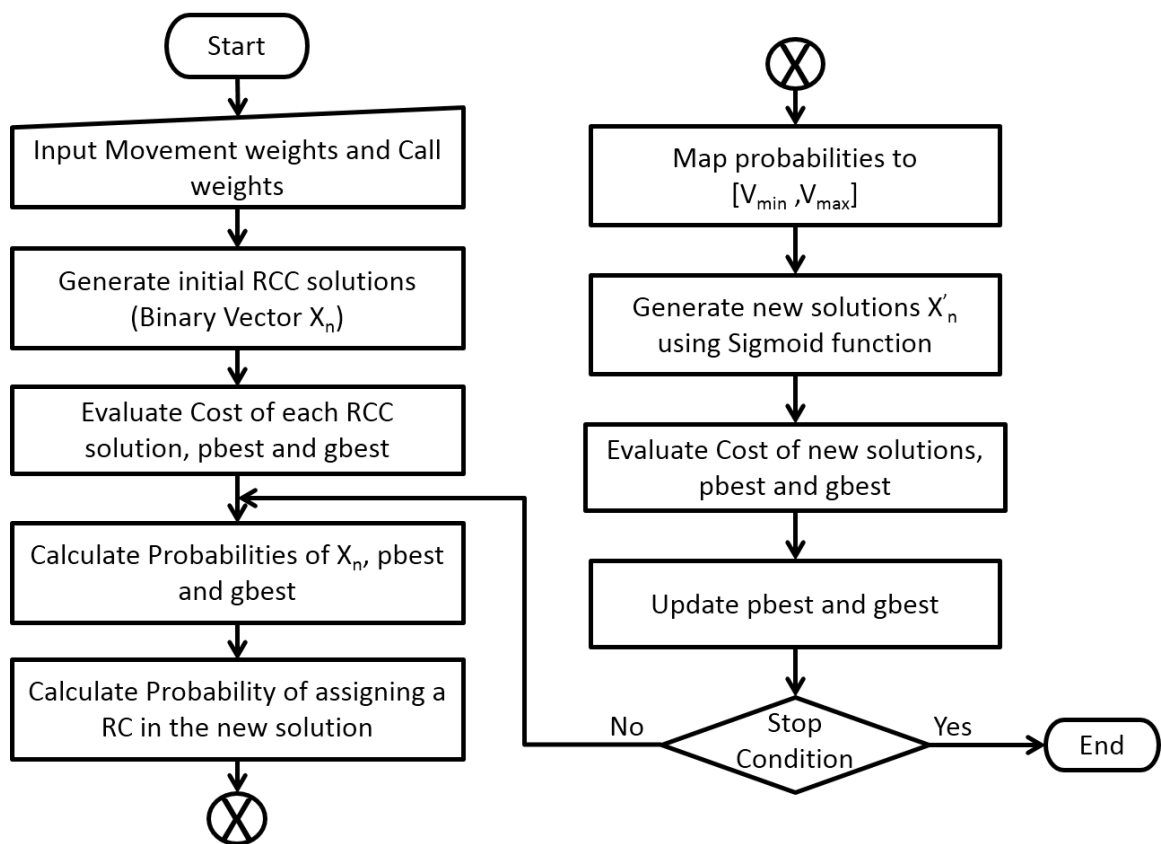 Start
Input Movement weights and Call
weights
Generate initial RCC solutions
(Binary Vector Xₙ)
Evaluate Cost of each RCC
solution, pbest and gbest
Calculate Probabilities of Xₙ, pbest
and gbest
Calculate Probability of assigning a
RC in the new solution
X
X
Map probabilities to
[Vₘᵢₙ ,Vₘₐₓ]
Generate new solutions X'ₙ
using Sigmoid function
Evaluate Cost of new solutions,
pbest and gbest
Update pbest and gbest
Stop
Condition
No
Yes
End